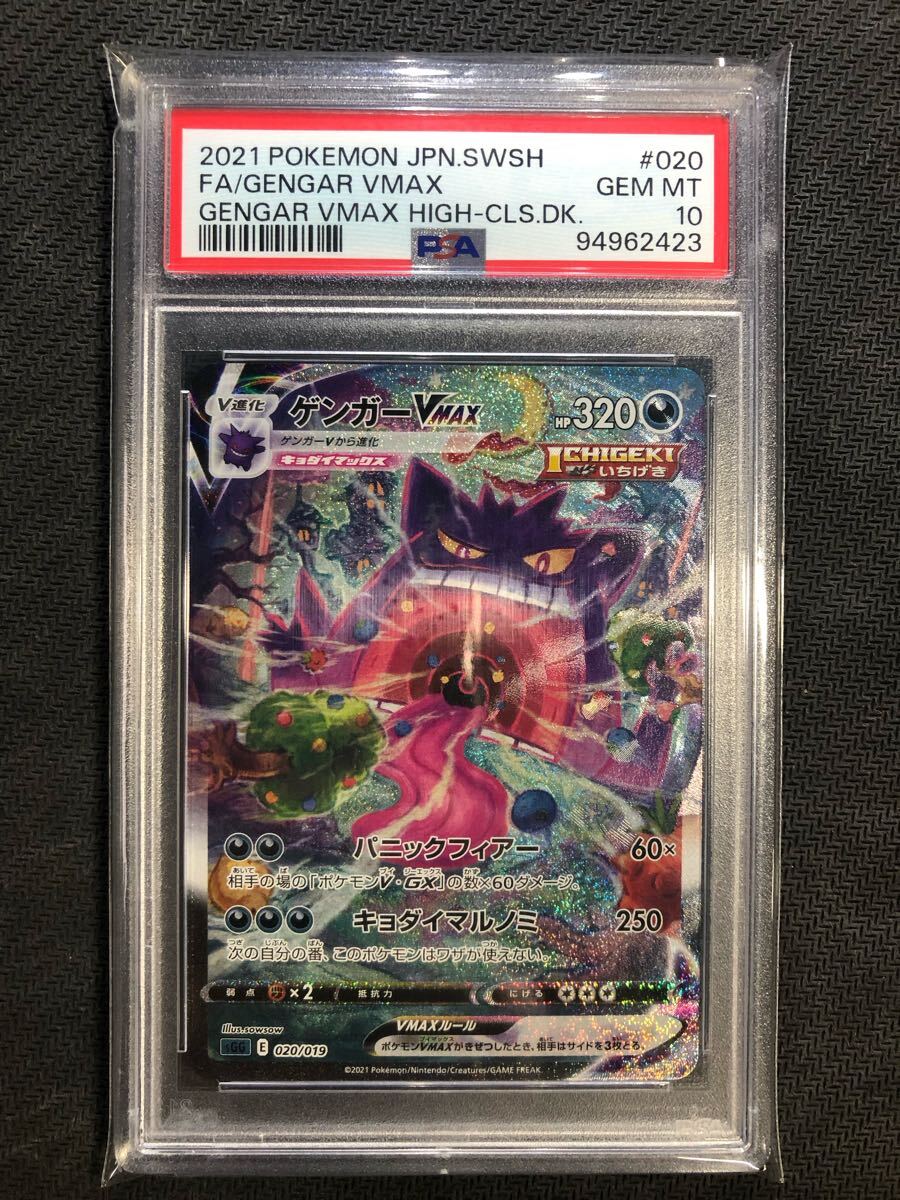 2021 POKEMON JPN.SWSH #020
FA/GENGAR VMAX GEM MT
GENGAR VMAX HIGH-CLS.DK. 10
PSA 94962423
V進化 ゲンガーVMAX HP320
ゲンガーVから進化
キョダイマックス
ICHIGEKI
いちげき
パニックフィアー 60×
相手の場の「ポケモンV・GX」の数×60ダメージ。
キョダイマルノミ 250
次の自分の番、このポケモンはワザが使えない。
弱点 ×2 抵抗力 にげる
Illus.sowsow
VMAXルール
sGG E 020/019
ポケモンVMAXがきぜつしたとき、相手はサイドを3枚とる。
©2021 Pokémon/Nintendo/Creatures/GAME FREAK.